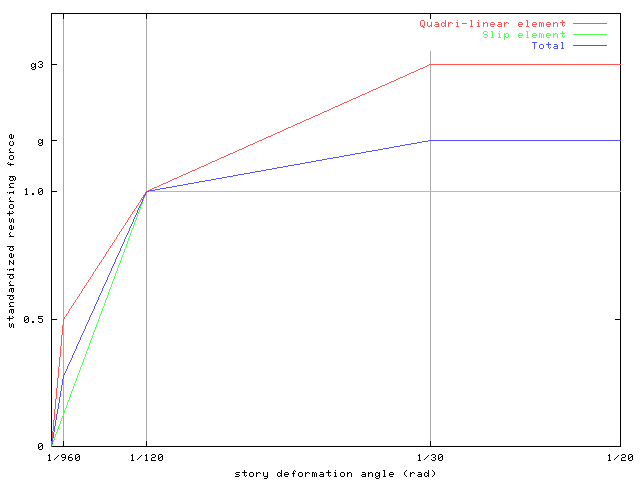 Quadri-linear element
Slip element
Total
g3
g
1.0
0.5
0
standardized restoring force
1/960 1/120 1/30 1/20
story deformation angle (rad)